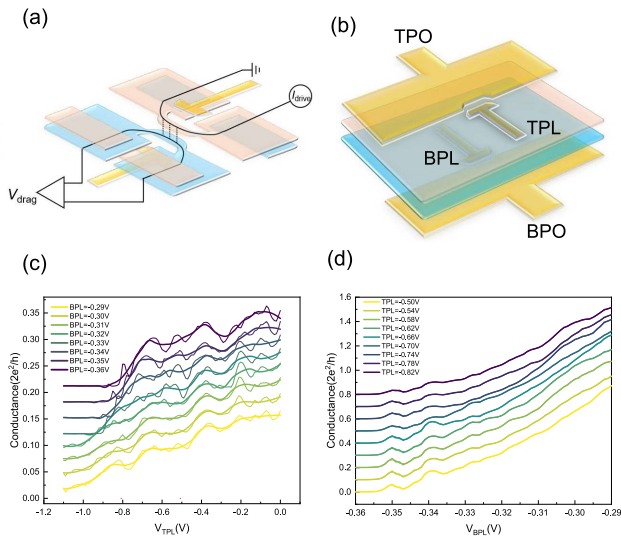 (a)
I_drive
V_drag
(b)
TPO
TPL
BPL
BPO
(c)
BPL=-0.29V
BPL=-0.30V
BPL=-0.31V
BPL=-0.32V
BPL=-0.33V
BPL=-0.34V
BPL=-0.35V
BPL=-0.36V
0.35
0.30
0.25
0.20
0.15
0.10
0.05
0.00
Conductance(2e²/h)
-1.2
-1.0
-0.8
-0.6
-0.4
-0.2
0.0
V_TPL(V)
(d)
TPL=-0.50V
TPL=-0.54V
TPL=-0.58V
TPL=-0.62V
TPL=-0.66V
TPL=-0.70V
TPL=-0.74V
TPL=-0.78V
TPL=-0.82V
1.6
1.4
1.2
1.0
0.8
0.6
0.4
0.2
0.0
Conductance(2e²/h)
-0.36
-0.35
-0.34
-0.33
-0.32
-0.31
-0.30
-0.29
V_BPL(V)